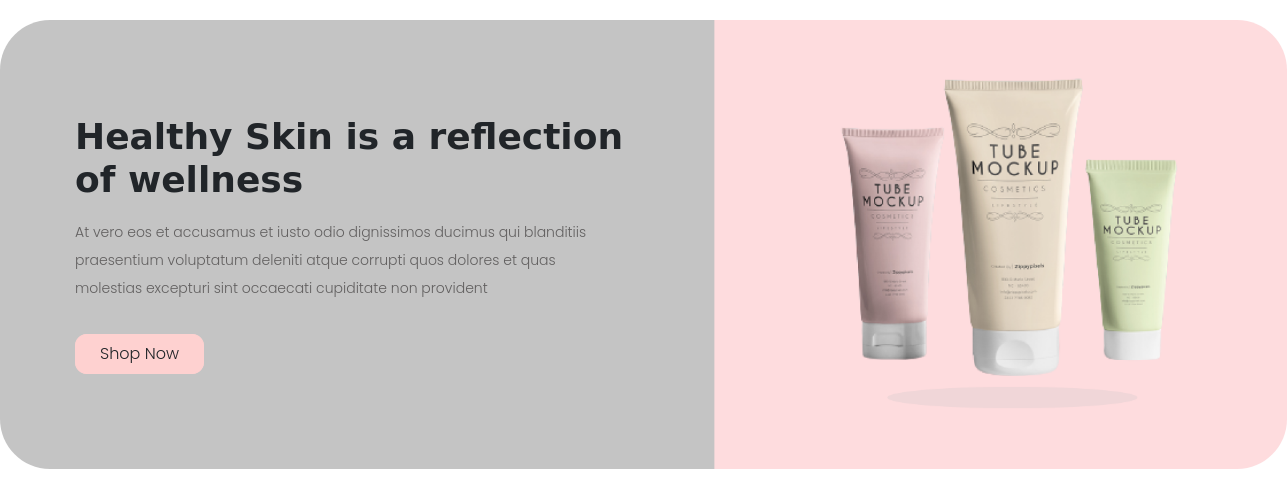 Healthy Skin is a reflection
of wellness
At vero eos et accusamus et iusto odio dignissimos ducimus qui blanditiis
praesentium voluptatum deleniti atque corrupti quos dolores et quas
molestias excepturi sint occaecati cupiditate non provident
Shop Now
TUBE
MOCKUP
COSMETICS
TUBE
MOCKUP
COSMETICS
Zippypixels
TUBE
MOCKUP
COSMETICS